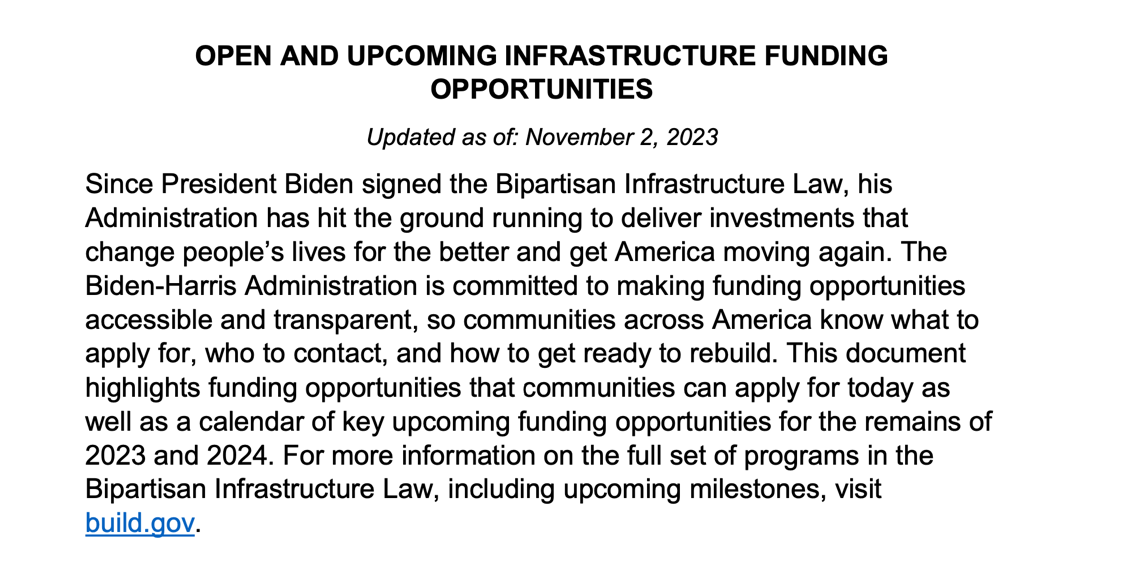 OPEN AND UPCOMING INFRASTRUCTURE FUNDING
OPPORTUNITIES
Updated as of: November 2, 2023
Since President Biden signed the Bipartisan Infrastructure Law, his
Administration has hit the ground running to deliver investments that
change people’s lives for the better and get America moving again. The
Biden-Harris Administration is committed to making funding opportunities
accessible and transparent, so communities across America know what to
apply for, who to contact, and how to get ready to rebuild. This document
highlights funding opportunities that communities can apply for today as
well as a calendar of key upcoming funding opportunities for the remains of
2023 and 2024. For more information on the full set of programs in the
Bipartisan Infrastructure Law, including upcoming milestones, visit
build.gov.